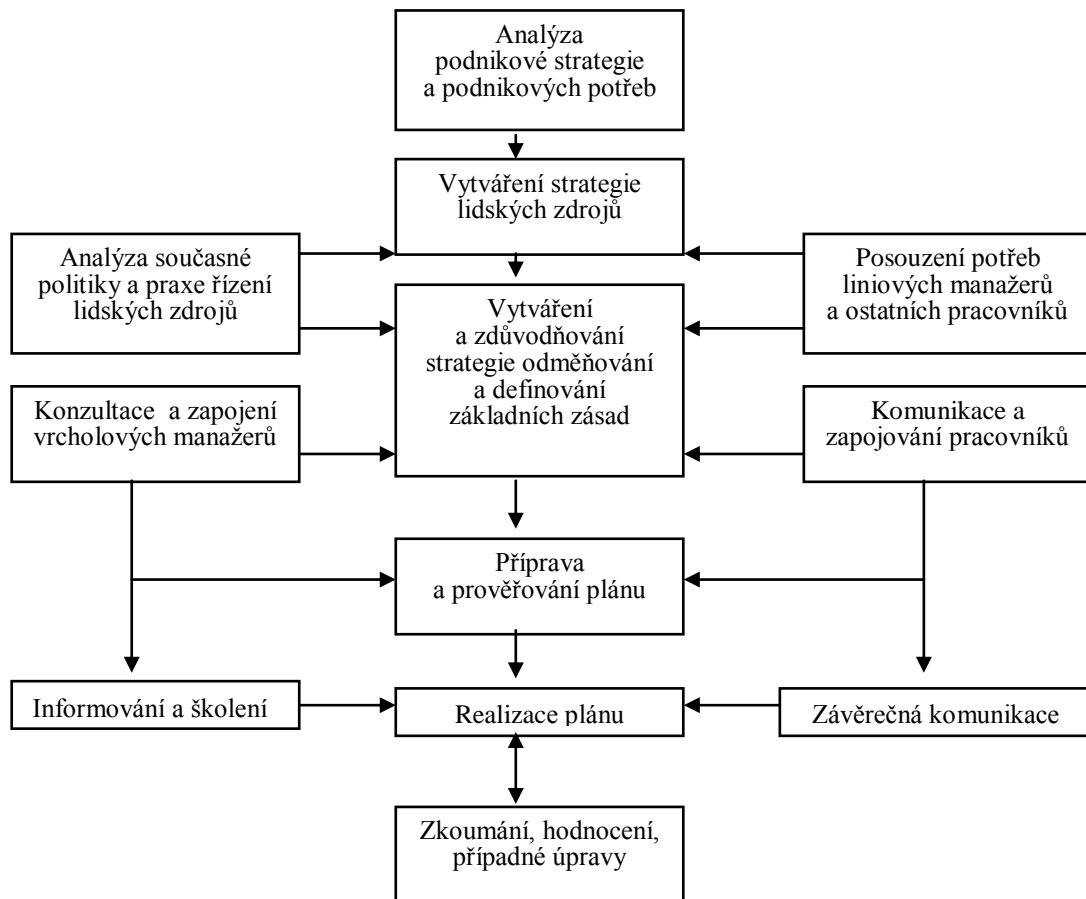 Analýza
podnikové strategie
a podnikových potřeb
Vytváření strategie
lidských zdrojů
Analýza současné
politiky a praxe řízení
lidských zdrojů
Posouzení potřeb
liniových manažerů
a ostatních pracovníků
Vytváření
a zdůvodňování
strategie odměňování
a definování
základních zásad
Konzultace a zapojení
vrcholových manažerů
Komunikace a
zapojování pracovníků
Příprava
a prověřování plánu
Informování a školení
Realizace plánu
Závěrečná komunikace
Zkoumání, hodnocení,
případné úpravy